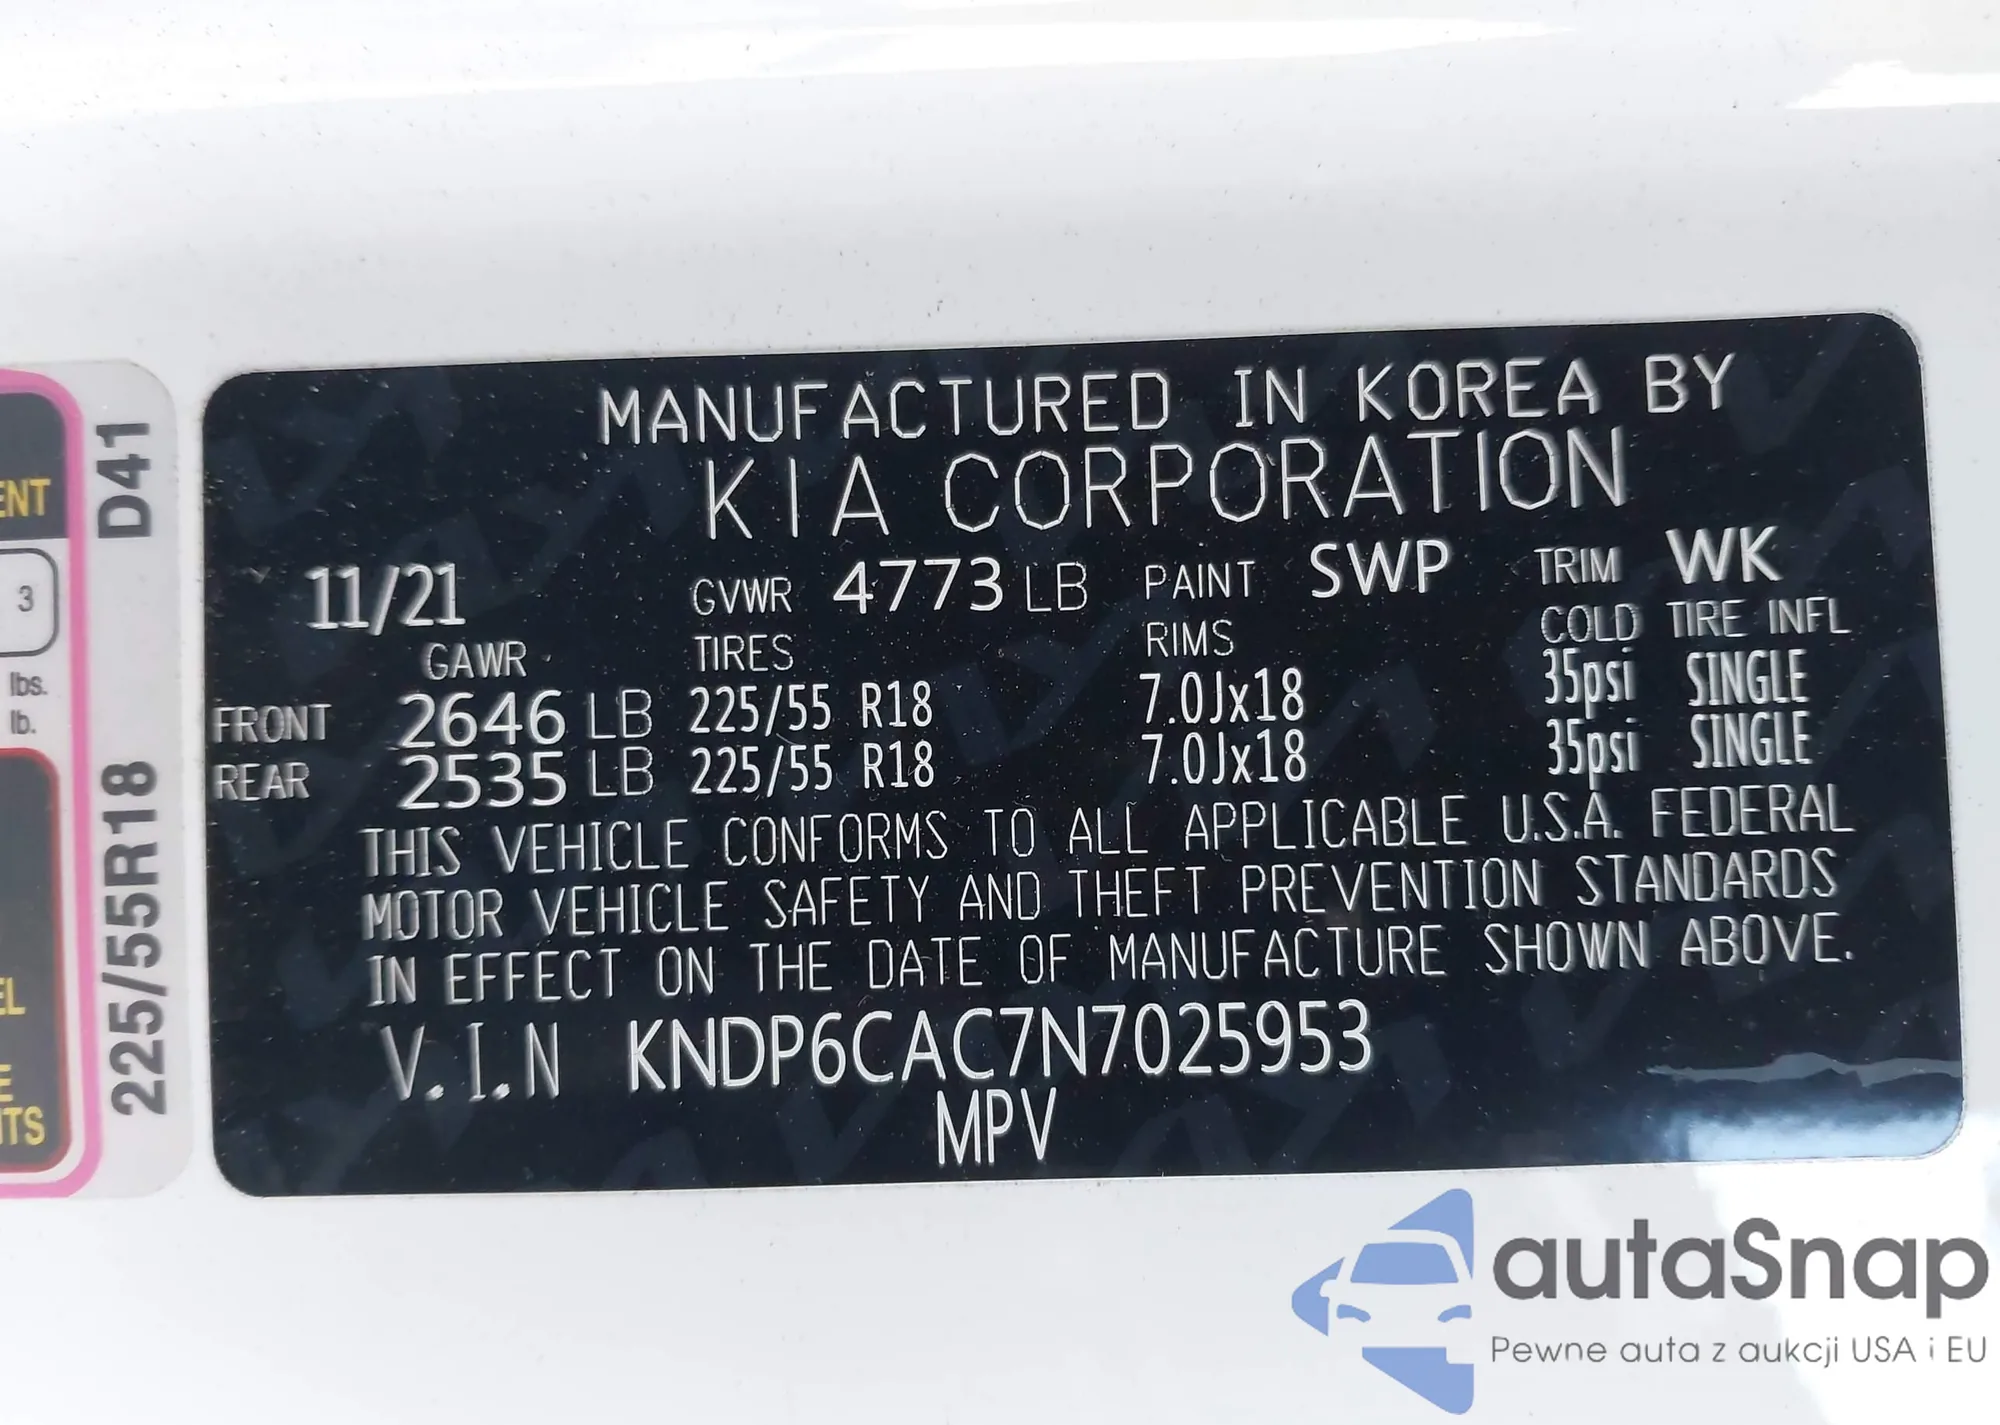 MANUFACTURED IN KOREA BY
KIA CORPORATION
11/21 GVWR 4773 LB PAINT SWP TRIM WK
GAWR TIRES RIMS COLD TIRE INFL
FRONT 2646 LB 225/55 R18 7.0Jx18 35psi SINGLE
REAR 2535 LB 225/55 R18 7.0Jx18 35psi SINGLE
THIS VEHICLE CONFORMS TO ALL APPLICABLE U.S.A. FEDERAL
MOTOR VEHICLE SAFETY AND THEFT PREVENTION STANDARDS
IN EFFECT ON THE DATE OF MANUFACTURE SHOWN ABOVE.
V.I.N KNDP6CAC7N7025953
MPV
225/55R18 D41
3
lbs.
lb.
autaSnap
Pewne auta z aukcji USA i EU